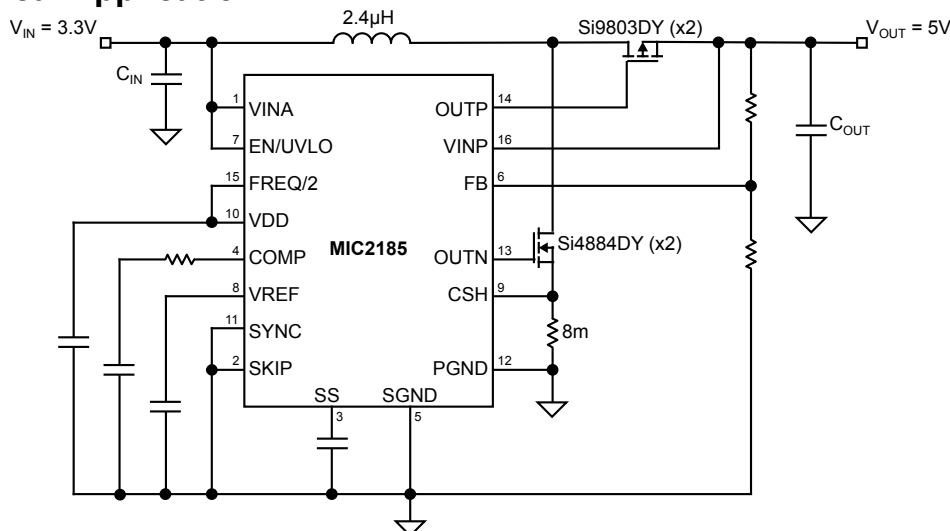 V_IN = 3.3V
2.4µH
Si9803DY (x2)
V_OUT = 5V
C_IN
1
VINA
OUTP
14
7
EN/UVLO
VINP
16
C_OUT
15
FREQ/2
FB
6
10
VDD
4
COMP
MIC2185
OUTN
13
Si4884DY (x2)
8
VREF
CSH
9
11
SYNC
8m
2
SKIP
PGND
12
SS
SGND
3
5